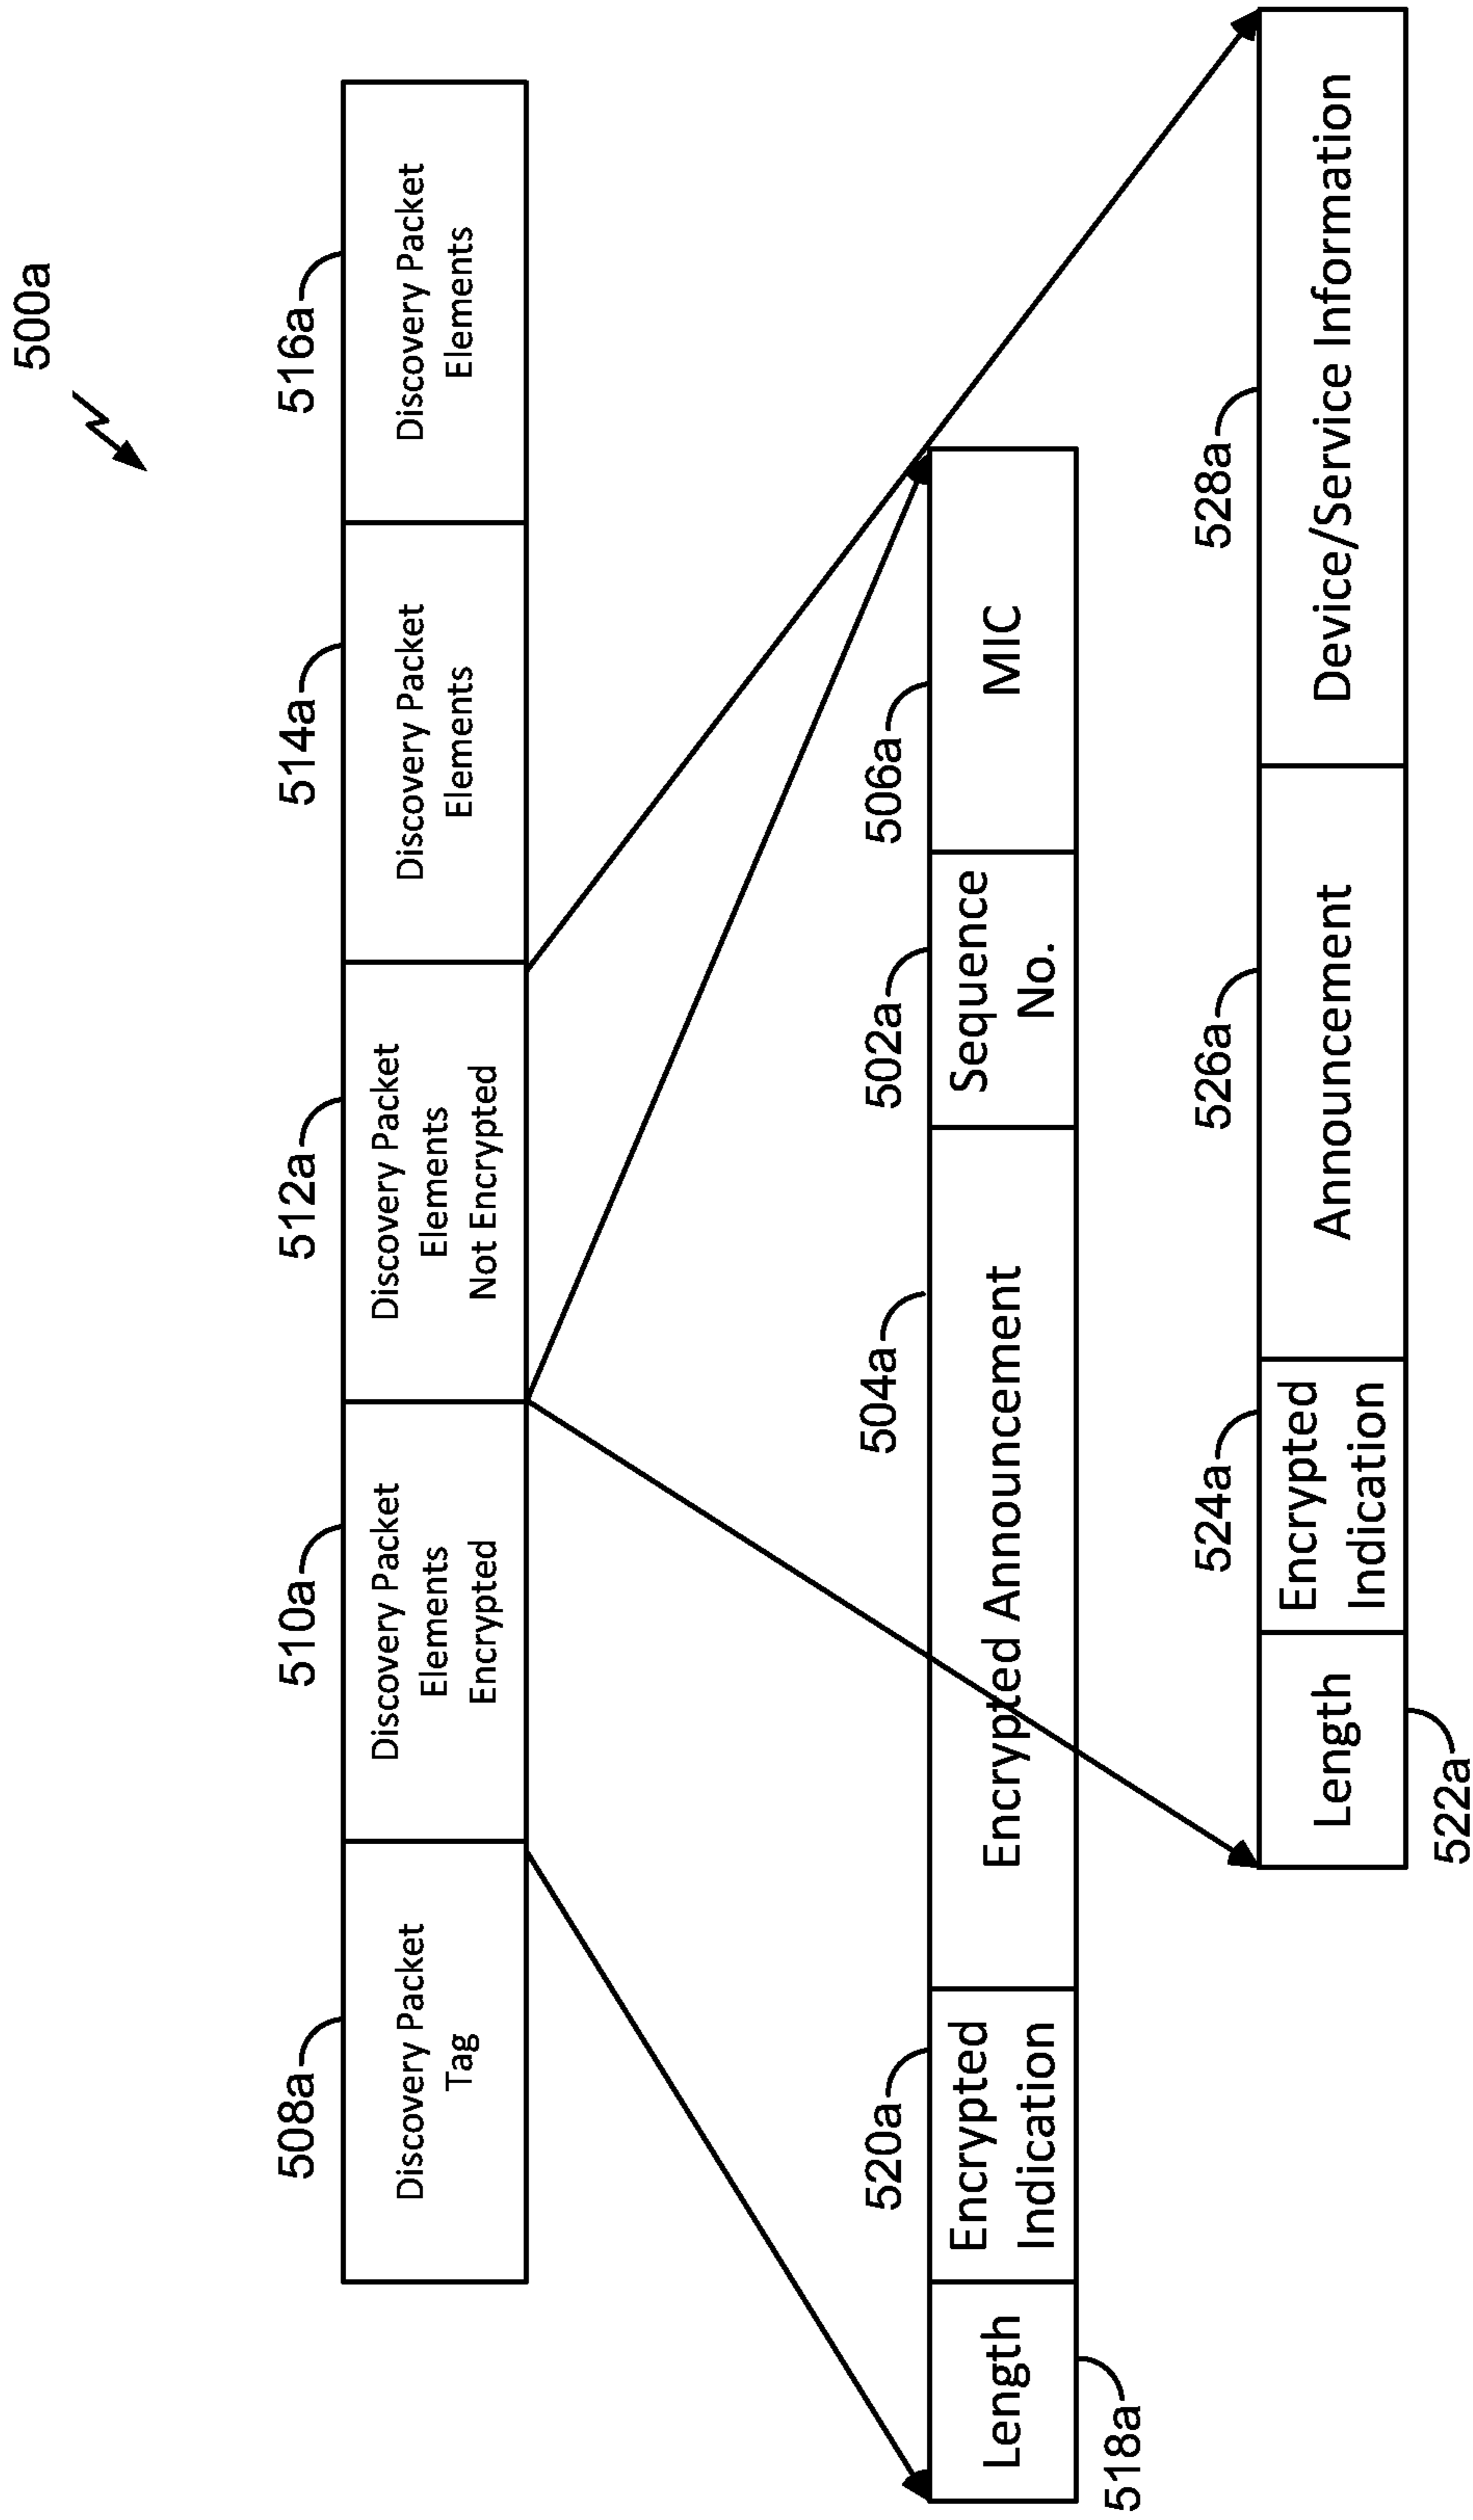 500a
508a
510a
512a
514a
516a
Discovery Packet
Tag
Discovery Packet
Elements
Encrypted
Discovery Packet
Elements
Not Encrypted
Discovery Packet
Elements
Discovery Packet
Elements
520a
504a
502a
506a
Length
Encrypted
Indication
Encrypted Announcement
Sequence
No.
MIC
518a
524a
526a
528a
Length
Encrypted
Indication
Announcement
Device/Service Information
522a